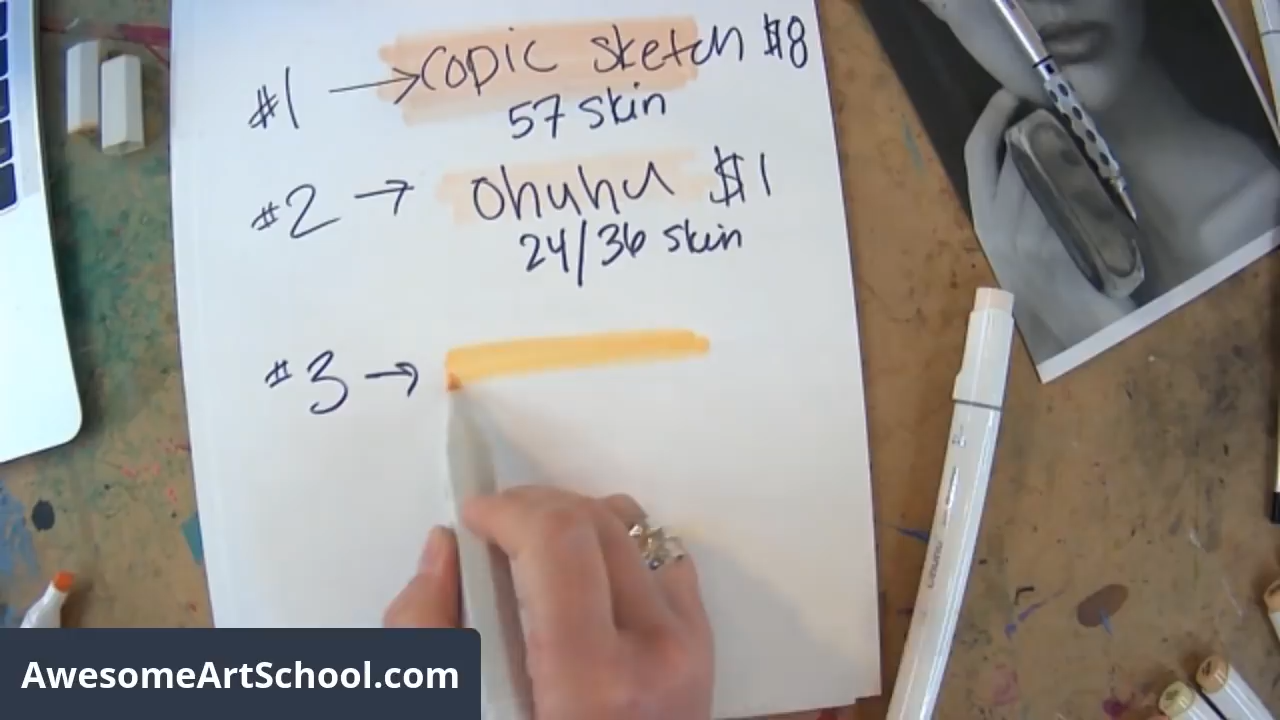 #1 → Copic Sketch $8
57 skin
#2 → Ohuhu $1
24/36 skin
#3 →
AwesomeArtSchool.com